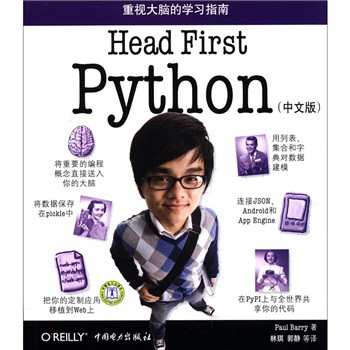 重视大脑的学习指南
Head First
Python
(中文版)
将重要的编程
概念直接送入
你的大脑
用列表、
集合和字
典对数据
建模
将数据保存
在pickle中
连接JSON、
Android和
App Engine
把你的定制应用
移植到Web上
在PyPI上与全世界共
享你的代码
Paul Barry 著
林琪 郭静 等译
O'REILLY®
中国电力出版社